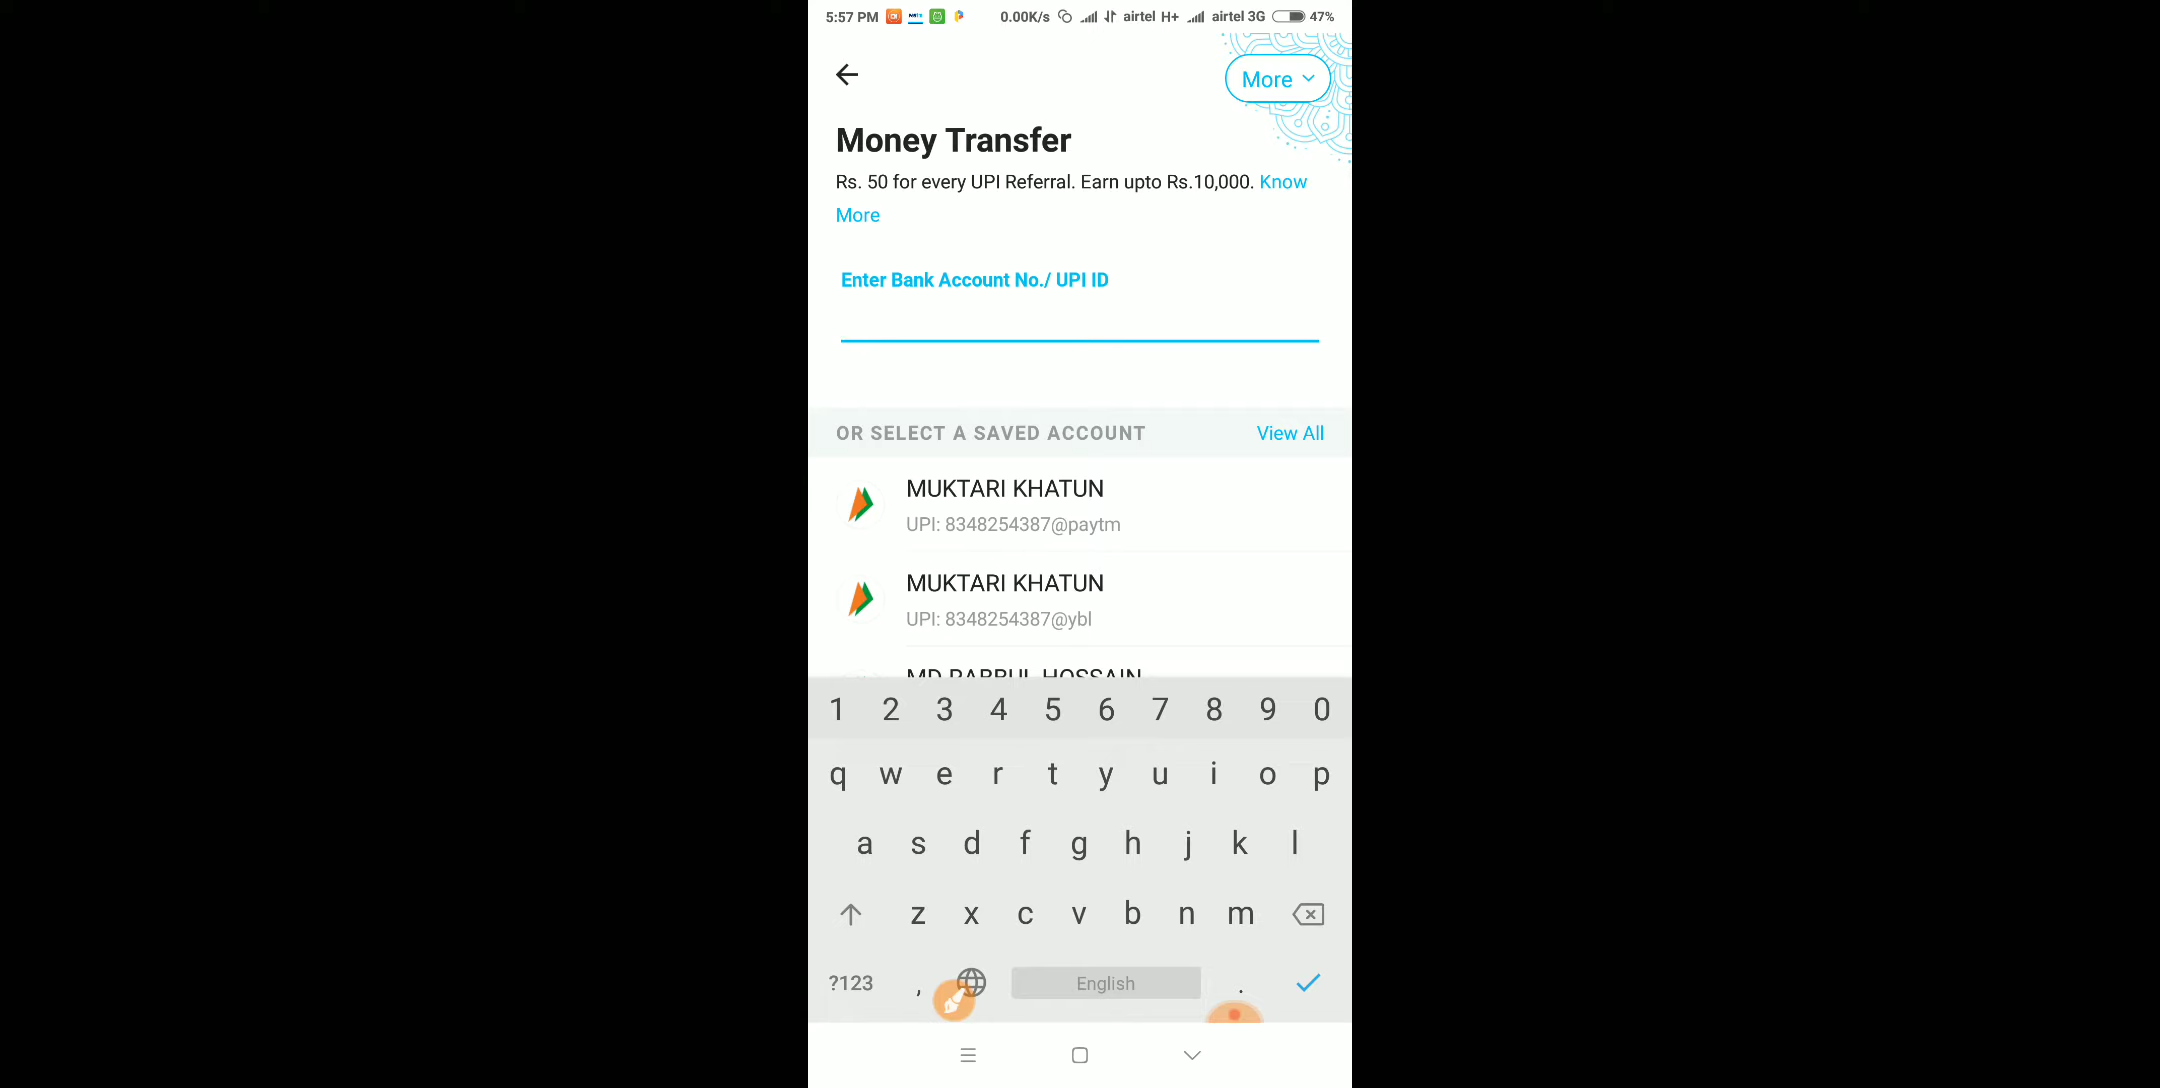 5:57 PM 0.00K/s airtel H+ airtel 3G 47%
More
Money Transfer
Rs. 50 for every UPI Referral. Earn upto Rs.10,000. Know
More
Enter Bank Account No./ UPI ID
OR SELECT A SAVED ACCOUNT View All
MUKTARI KHATUN
UPI: 8348254387@paytm
MUKTARI KHATUN
UPI: 8348254387@ybl
MD RABBUL HOSSAIN
1 2 3 4 5 6 7 8 9 0
q w e r t y u i o p
a s d f g h j k l
z x c v b n m
?123 , English .